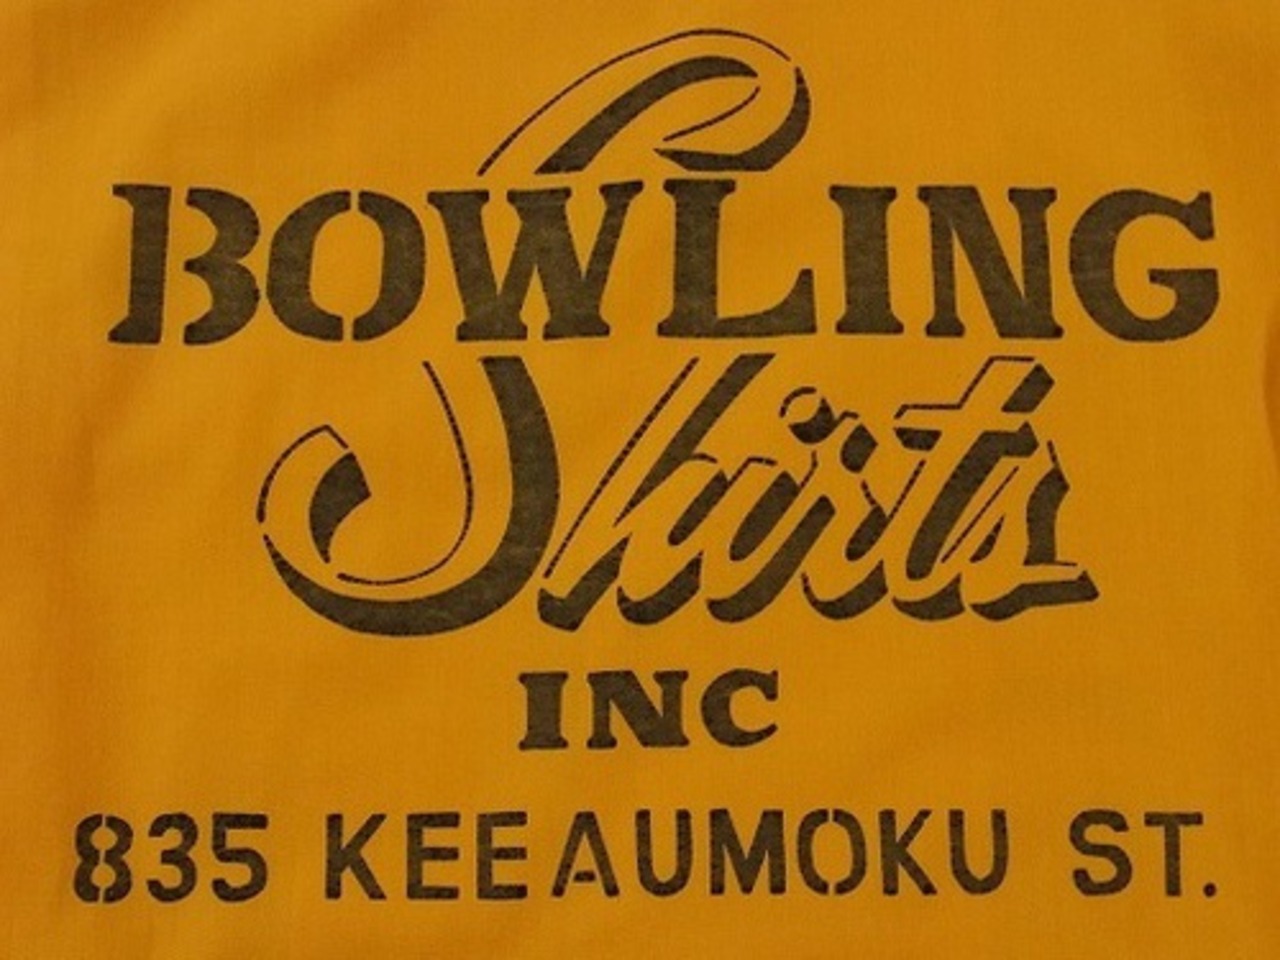 BOWLING
Shirts
INC
835 KEEAUMOKU ST.